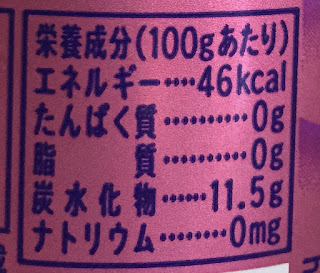 栄養成分(100gあたり)
エネルギー……46kcal
たんぱく質………0g
脂質………0g
炭水化物……11.5g
ナトリウム………0mg